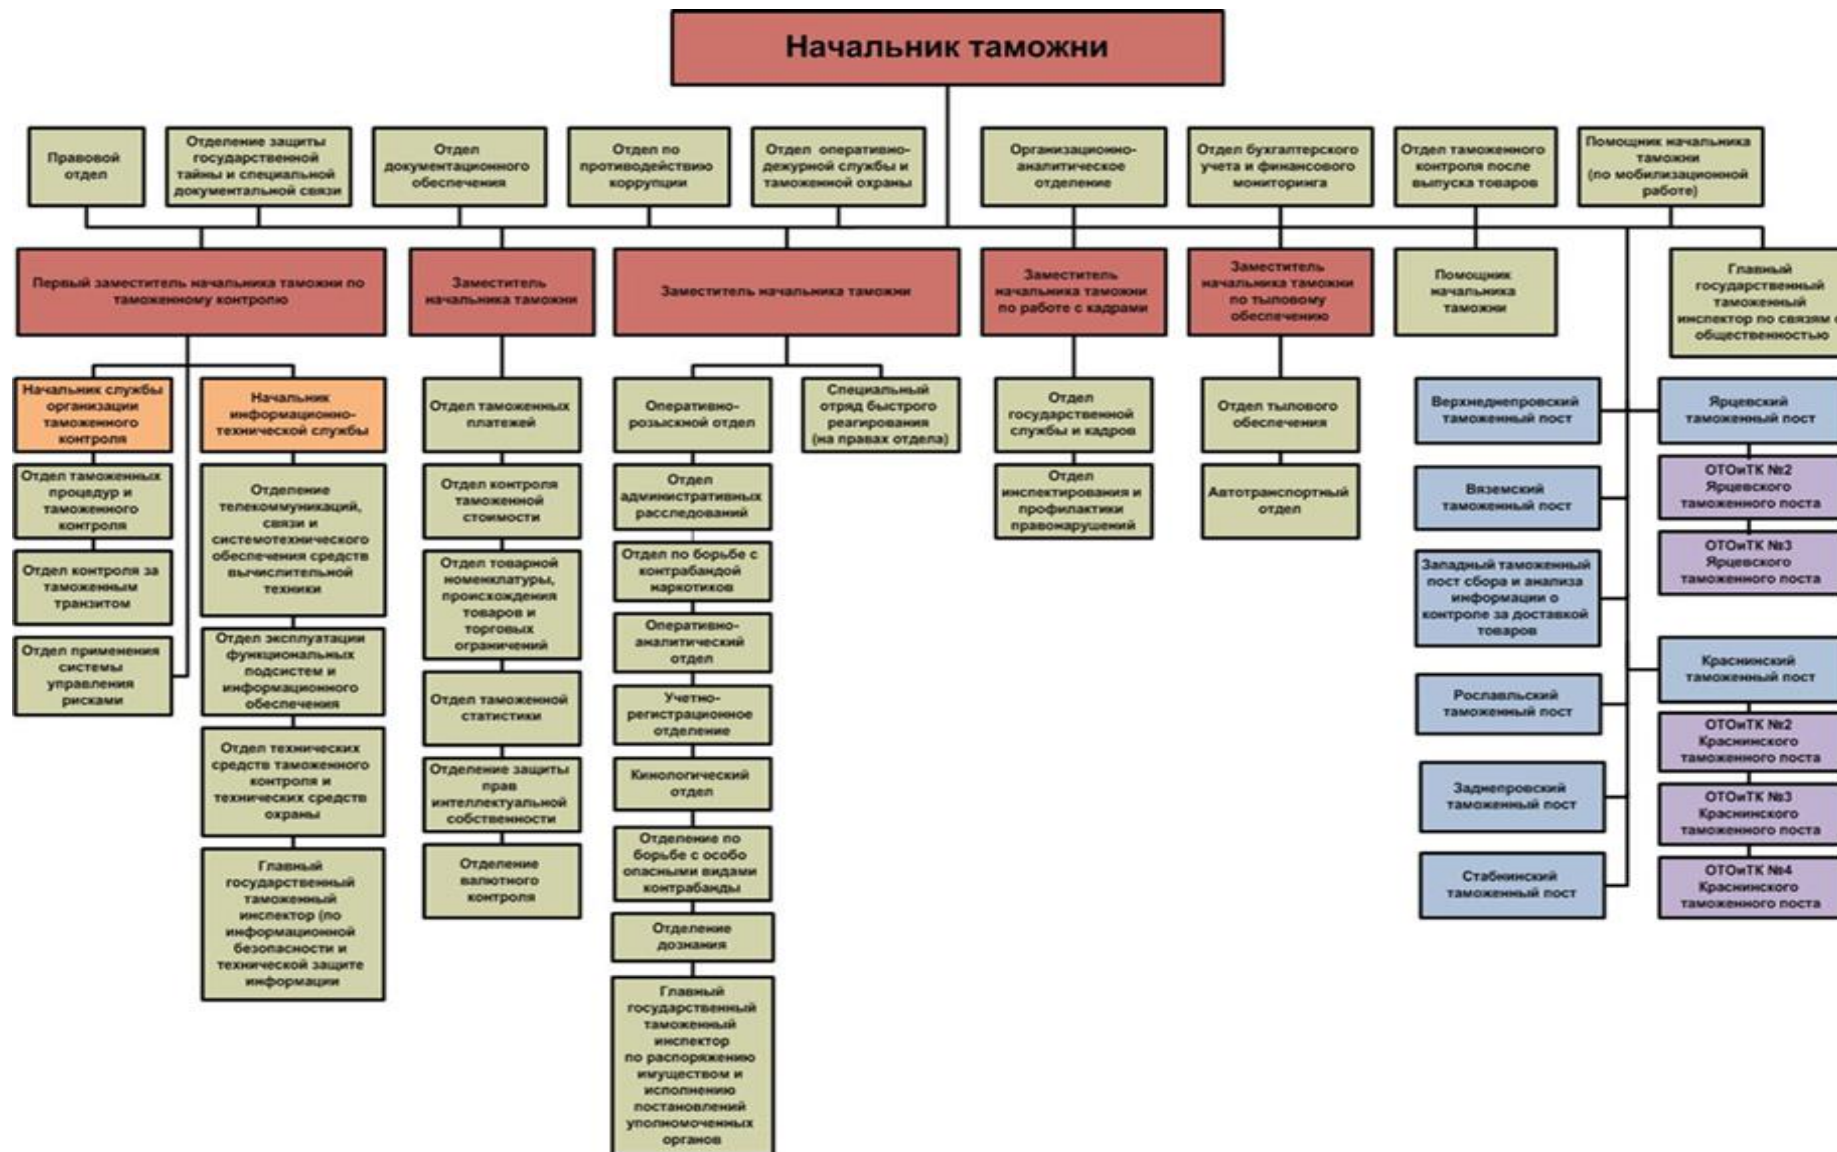 Начальник таможни
Правовой
отдел
Отделение защиты
государственной
тайны и специальной
документальной связи
Отдел
документационного
обеспечения
Отдел по
противодействию
коррупции
Отдел оперативно-
дежурной службы и
таможенной охраны
Организационно-
аналитическое
отделение
Отдел бухгалтерского
учета и финансового
мониторинга
Отдел таможенного
контроля после
выпуска товаров
Помощник начальника
таможни
(по мобилизационной
работе)
Первый заместитель начальника таможни по
таможенному контролю
Заместитель
начальника таможни
Заместитель начальника таможни
Заместитель
начальника таможни
по работе с кадрами
Заместитель
начальника таможни
по тыловому
обеспечению
Помощник
начальника
таможни
Главный
государственный
таможенный
инспектор по связям с
общественностью
Начальник службы
организации
таможенного
контроля
Отдел таможенных
процедур и
таможенного
контроля
Отдел контроля за
таможенным
транзитом
Отдел применения
системы
управления
рисками
Начальник
информационно-
технической службы
Отделение
телекоммуникаций,
связи и
системотехнического
обеспечения средств
вычислительной
техники
Отдел эксплуатации
функциональных
подсистем и
информационного
обеспечения
Отдел технических
средств таможенного
контроля и
технических средств
охраны
Главный
государственный
таможенный
инспектор (по
информационной
безопасности и
технической защите
информации
Отдел таможенных
платежей
Отдел контроля
таможенной
стоимости
Отдел товарной
номенклатуры,
происхождения
товаров и
торговых
ограничений
Отдел таможенной
статистики
Отделение защиты
прав
интеллектуальной
собственности
Отделение
валютного
контроля
Оперативно-
розыскной отдел
Отдел
административных
расследований
Отдел по борьбе с
контрабандой
наркотиков
Оперативно-
аналитический
отдел
Учетно-
регистрационное
отделение
Кинологический
отдел
Отделение по
борьбе с особо
опасными видами
контрабанды
Отделение
дознания
Главный
государственный
таможенный
инспектор
по распоряжению
имуществом и
исполнению
постановлений
уполномоченных
органов
Специальный
отряд быстрого
реагирования
(на правах отдела)
Отдел
государственной
службы и кадров
Отдел
инспектирования и
профилактики
правонарушений
Отдел тылового
обеспечения
Автотранспортный
отдел
Верхнеднепровский
таможенный пост
Вяземский
таможенный пост
Западный таможенный
пост сбора и анализа
информации о
контроле за доставкой
товаров
Рославльский
таможенный пост
Заднепровский
таможенный пост
Стабнинский
таможенный пост
Ярцевский
таможенный пост
ОТОиТК №2
Ярцевского
таможенного поста
ОТОиТК №3
Ярцевского
таможенного поста
Краснинский
таможенный пост
ОТОиТК №2
Краснинского
таможенного поста
ОТОиТК №3
Краснинского
таможенного поста
ОТОиТК №4
Краснинского
таможенного поста